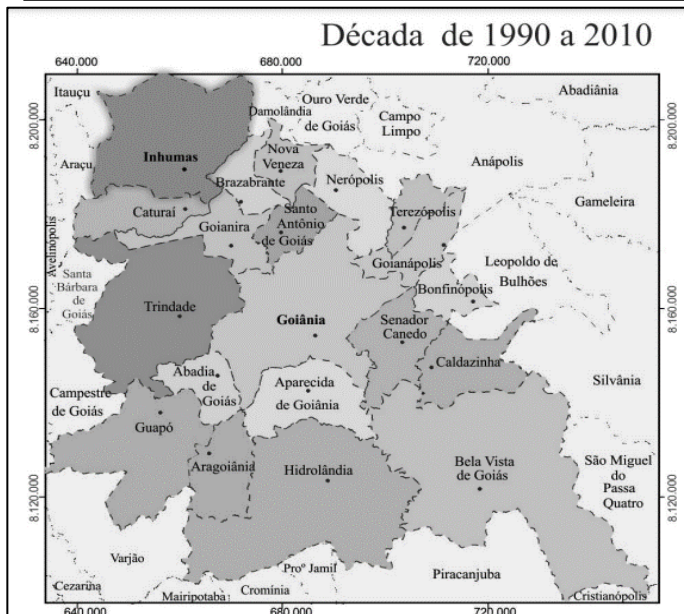 Década de 1990 a 2010
640.000
680.000
720.000
8.200.000
8.200.000
Itauçu
Abadiânia
Ouro Verde
de Goiás
Damolândia
Campo
Limpo
Inhumas
Nova
Veneza
Anápolis
Araçu
Brazabrante
Nerópolis
Caturaí
Santo
Antônio
de Goiás
Terezópolis
Gameleira
Goianira
Avelinópolis
Goianápolis
Leopoldo de
Bulhões
Santa
Bárbara
de
Goiás
Bonfinópolis
8.160.000
8.160.000
Trindade
Goiânia
Senador
Canedo
Caldazinha
Abadia
de
Goiás
Aparecida
de Goiânia
Silvânia
Campestre
de Goiás
Guapó
Aragoiânia
Hidrolândia
Bela Vista
de Goiás
São Miguel
do
Passa
Quatro
8.120.000
8.120.000
Varjão
Proº Jamil
Piracanjuba
Cezarina
Mairipotaba
Cromínia
Cristianópolis
640.000
680.000
720.000